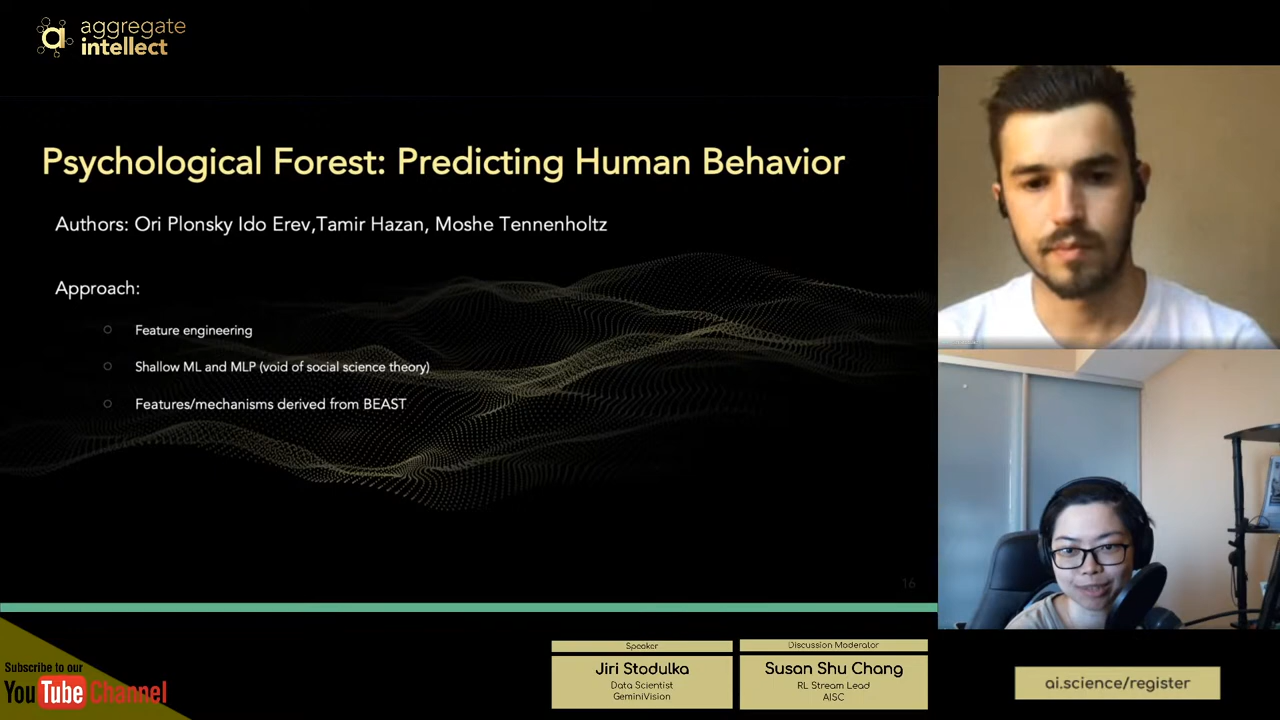 aggregate
intellect
Psychological Forest: Predicting Human Behavior
Authors: Ori Plonsky Ido Erev,Tamir Hazan, Moshe Tennenholtz
Approach:
Feature engineering
Shallow ML and MLP (void of social science theory)
Features/mechanisms derived from BEAST
16
Subscribe to our
YouTube Channel
Speaker
Jiri Stodulka
Data Scientist
GeminiVision
Discussion Moderator
Susan Shu Chang
RL Stream Lead
AISC
ai.science/register